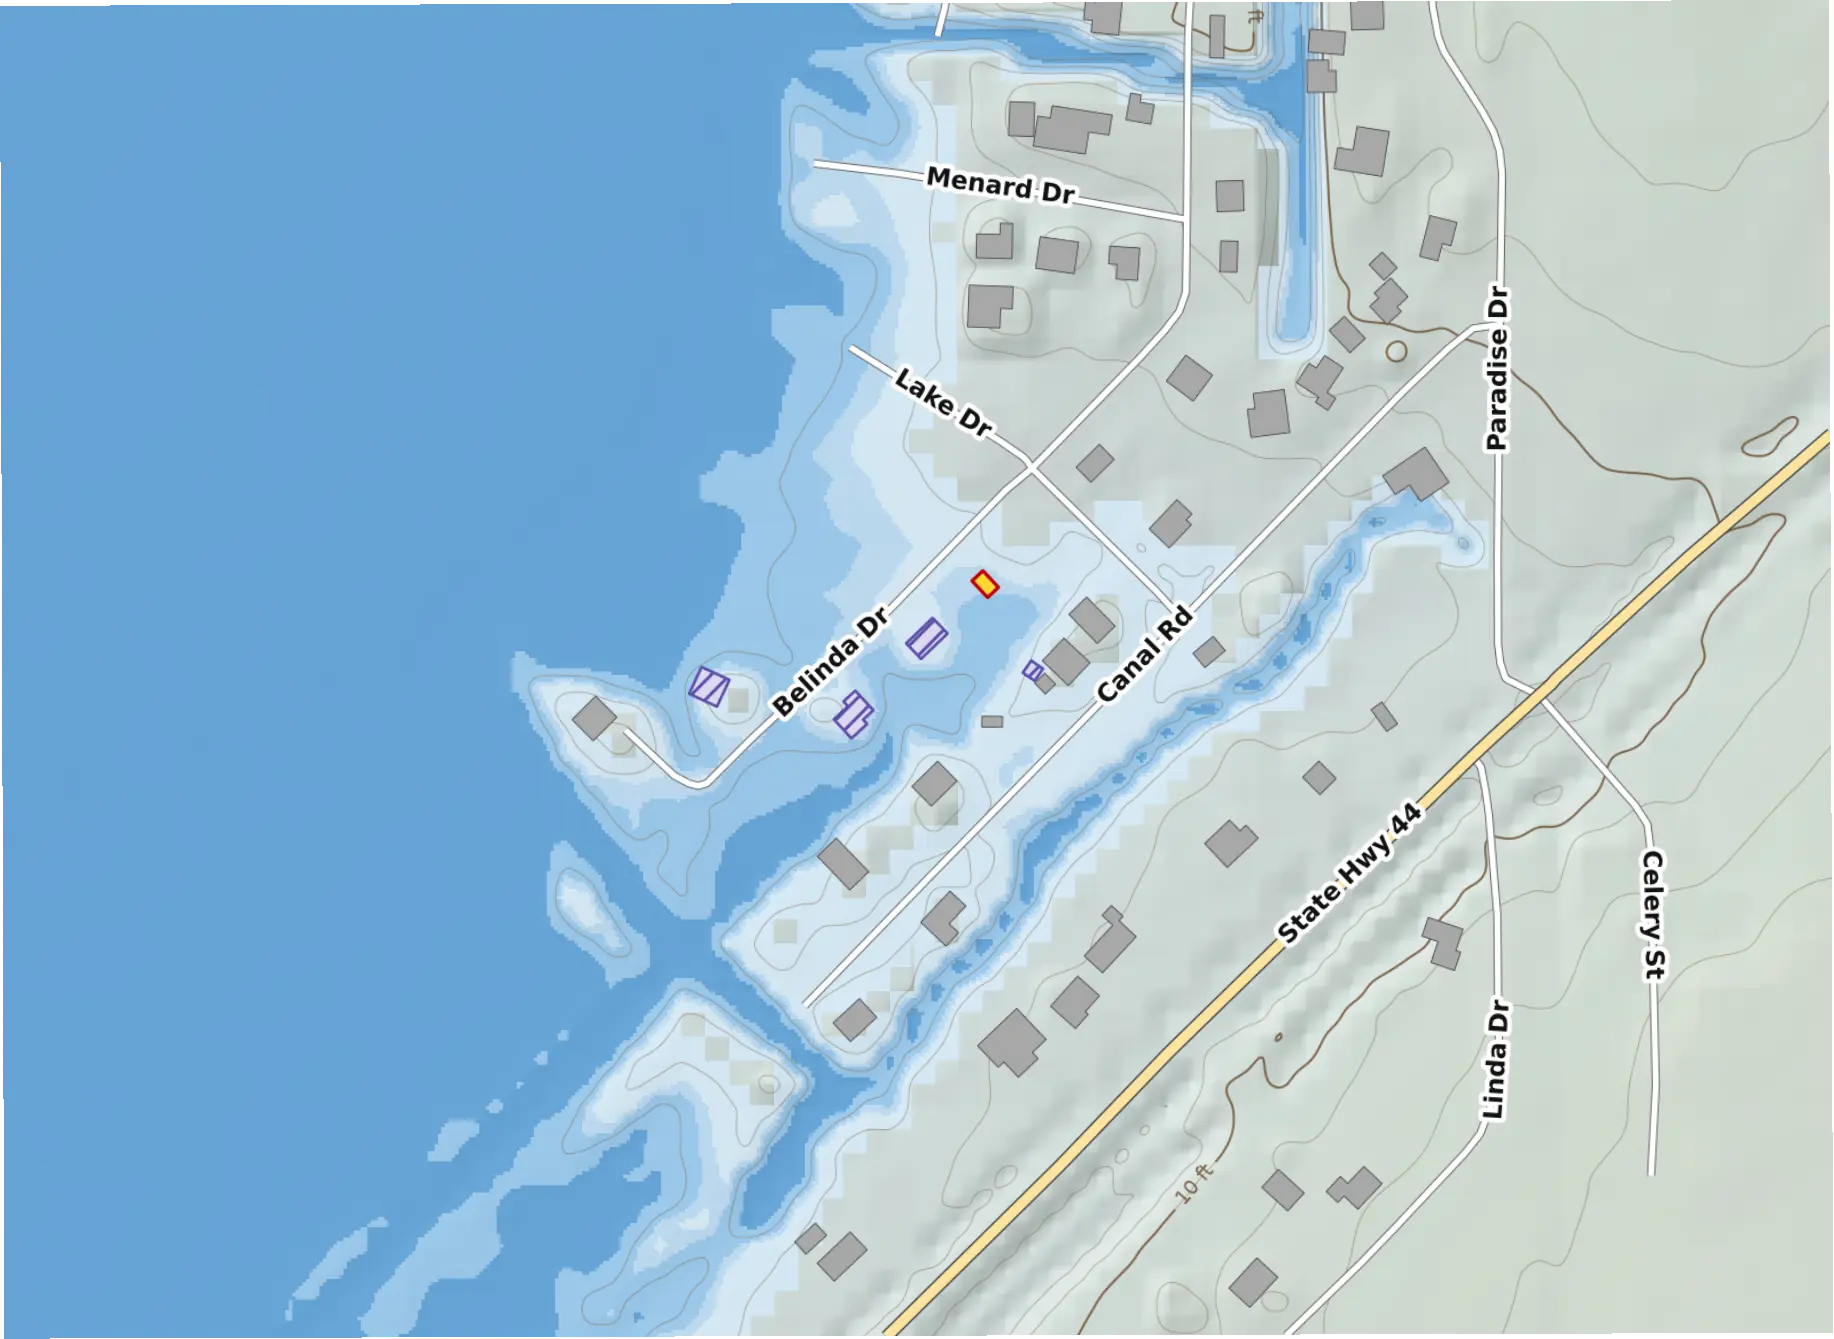 ft
Menard Dr
Lake Dr
Paradise Dr
Belinda Dr
Canal Rd
State Hwy 44
Celery St
Linda Dr
10 ft